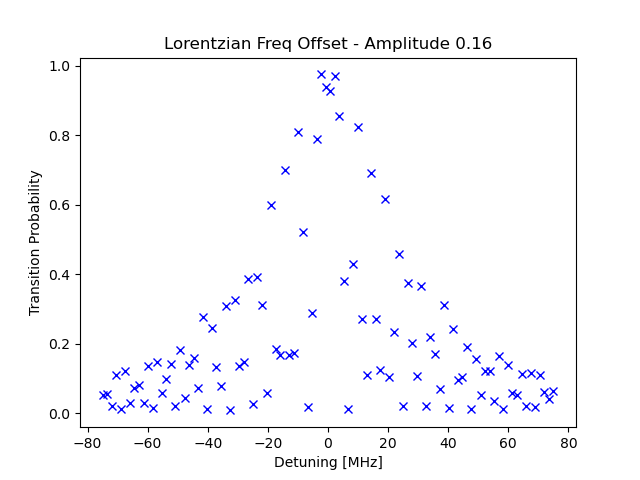 Lorentzian Freq Offset - Amplitude 0.16
1.0
0.8
0.6
0.4
0.2
0.0
Transition Probability
−80 −60 −40 −20 0 20 40 60 80
Detuning [MHz]